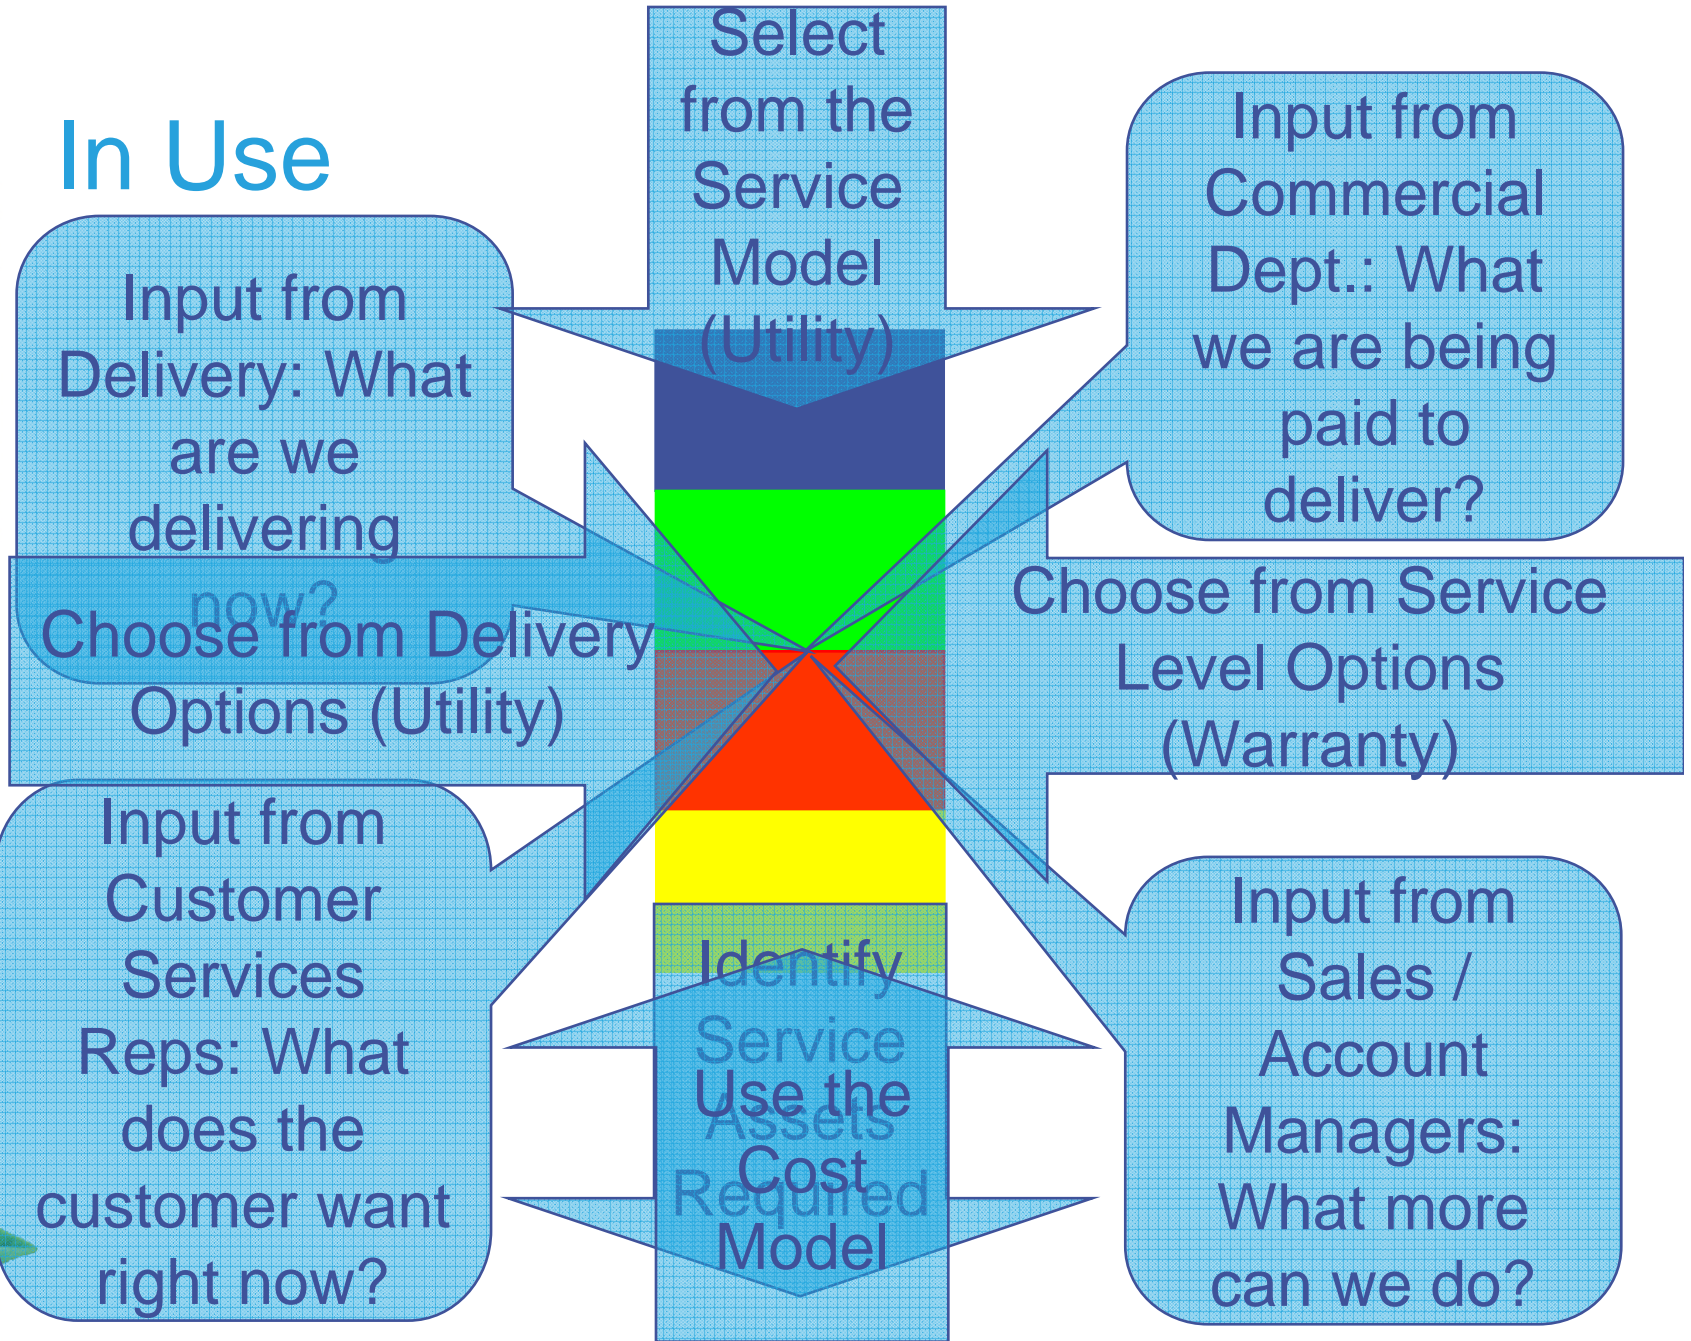 In Use
Select
from the
Service
Model
(Utility)
Input from
Commercial
Dept.: What
we are being
paid to
deliver?
Input from
Delivery: What
are we
delivering
now?
Choose from Delivery
Options (Utility)
Choose from Service
Level Options
(Warranty)
Input from
Customer
Services
Reps: What
does the
customer want
right now?
Identify
Service
Assets
Required
Use the
Cost
Model
Input from
Sales /
Account
Managers:
What more
can we do?